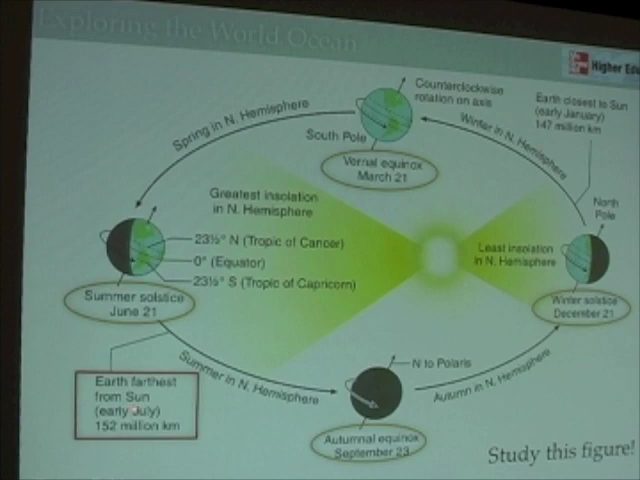 Exploring the World Ocean
Higher Edu
Counterclockwise
rotation on axis
Earth closest to Sun
(early January)
147 million km
Spring in N. Hemisphere
South Pole
Winter in N. Hemisphere
Vernal equinox
March 21
Greatest insolation
in N. Hemisphere
North
Pole
23½° N (Tropic of Cancer)
0° (Equator)
23½° S (Tropic of Capricorn)
Least insolation
in N. Hemisphere
Summer solstice
June 21
Winter solstice
December 21
Summer in N. Hemisphere
N to Polaris
Autumn in N. Hemisphere
Earth farthest
from Sun
(early July)
152 million km
Autumnal equinox
September 23
Study this figure!